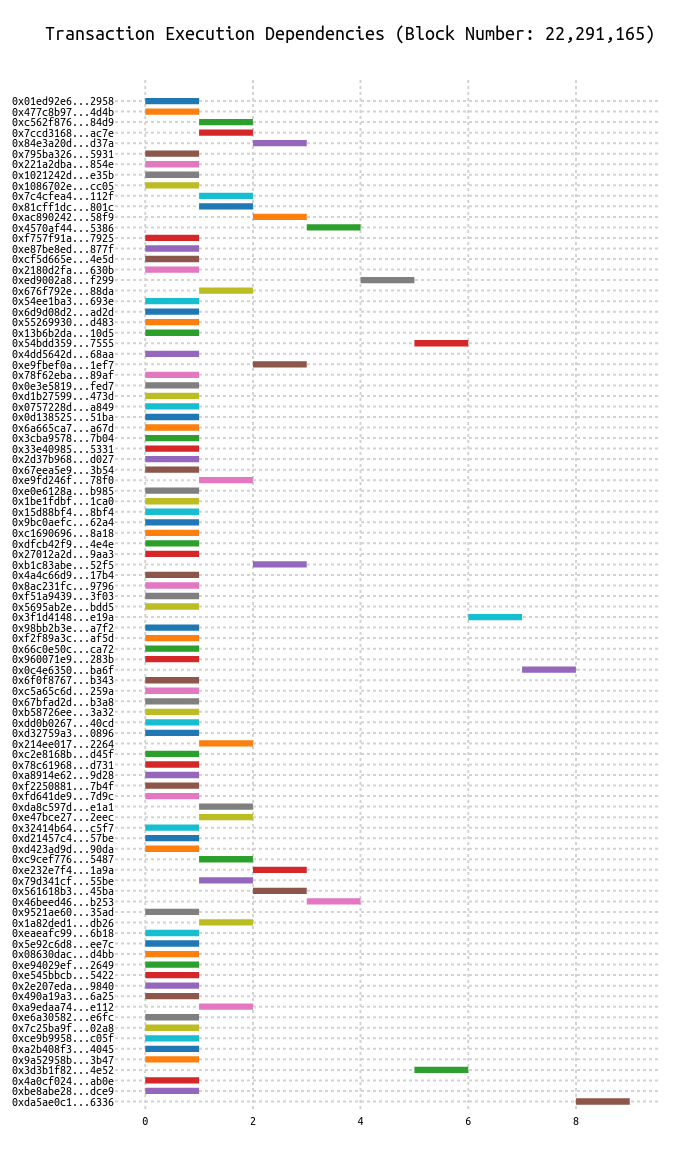 Transaction Execution Dependencies (Block Number: 22,291,165)
0x01ed92e6...2958
0x477c8b97...4d4b
0xc562f876...84d9
0x7ccd3168...ac7e
0x84e3a20d...d37a
0x795ba326...5931
0x221a2dba...854e
0x1021242d...e35b
0x1086702e...cc05
0x7c4cfea4...112f
0x81cff1dc...801c
0xac890242...58f9
0x4570af44...5386
0xf757f91a...7925
0xe87be8ed...877f
0xcf5d665e...4e5d
0x2180d2fa...630b
0xed9002a8...f299
0x676f792e...88da
0x54ee1ba3...693e
0x6d9d08d2...ad2d
0x55269930...d483
0x13b6b2da...10d5
0x54bdd359...7555
0x4dd5642d...68aa
0xe9fbef0a...1ef7
0x78f62eba...89af
0x0e3e5819...fed7
0xd1b27599...473d
0x0757228d...a849
0x0d138525...51ba
0x6a665ca7...a67d
0x3cba9578...7b04
0x33e40985...5331
0x2d37b968...d027
0x67eea5e9...3b54
0xe9fd246f...78f0
0xe0e6128a...b985
0x1be1fdbf...1ca0
0x15d88bf4...8bf4
0x9bc0aefc...62a4
0xc1690696...8a18
0xdfcb42f9...4e4e
0x27012a2d...9aa3
0xb1c83abe...52f5
0x4a4c66d9...17b4
0x8ac231fc...9796
0xf51a9439...3f03
0x5695ab2e...bdd5
0x3f1d4148...e19a
0x98bb2b3e...a7f2
0xf2f89a3c...af5d
0x66c0e50c...ca72
0x960071e9...283b
0x0c4e6350...ba6f
0x6f0f8767...b343
0xc5a65c6d...259a
0x67bfad2d...b3a8
0xb58726ee...3a32
0xdd0b0267...40cd
0xd32759a3...0896
0x214ee017...2264
0xc2e8168b...d45f
0x78c61968...d731
0xa8914e62...9d28
0xf2250881...7b4f
0xfd641de9...7d9c
0xda8c597d...e1a1
0xe47bce27...2eec
0x32414b64...c5f7
0xd21457c4...57be
0xd423ad9d...90da
0xc9cef776...5487
0xe232e7f4...1a9a
0x79d341cf...55be
0x561618b3...45ba
0x46beed46...b253
0x9521ae60...35ad
0x1a82ded1...db26
0xeaeafc99...6b18
0x5e92c6d8...ee7c
0x08630dac...d4bb
0xe94029ef...2649
0xe545bbcb...5422
0x2e207eda...9840
0x490a19a3...6a25
0xa9edaa74...e112
0xe6a30582...e6fc
0x7c25ba9f...02a8
0xce9b9958...c05f
0xa2b408f3...4045
0x9a52958b...3b47
0x3d3b1f82...4e52
0x4a0cf024...ab0e
0xbe8abe28...dce9
0xda5ae0c1...6336
0 2 4 6 8